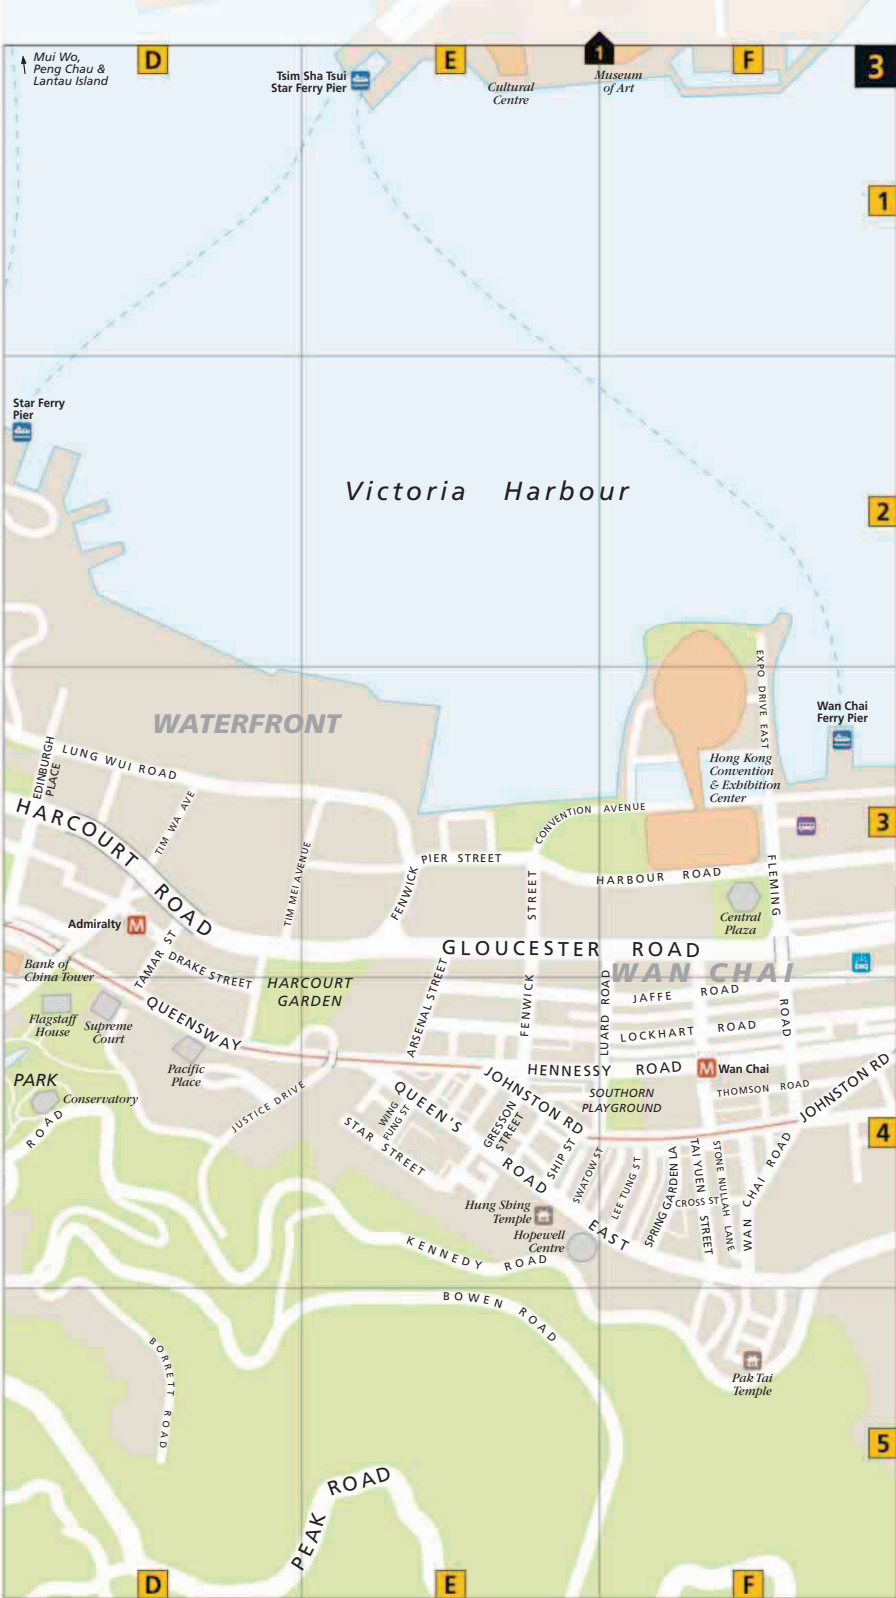 Mui Wo,
Peng Chau &
Lantau Island
D
Tsim Sha Tsui
Star Ferry Pier
E
Cultural
Centre
1
Museum
of Art
F
3
1
Star Ferry
Pier
Victoria Harbour
2
WATERFRONT
EXPO DRIVE EAST
Wan Chai
Ferry Pier
EDINBURGH
PLACE
LUNG WUI ROAD
Hong Kong
Convention
& Exhibition
Center
HARCOURT ROAD
TIM WA AVE
CONVENTION AVENUE
3
TIM MEI AVENUE
PIER STREET
FENWICK
STREET
HARBOUR ROAD
FLEMING
Central
Plaza
Admiralty
M
TAMAR ST
GLOUCESTER ROAD
Bank of
China Tower
DRAKE STREET
HARCOURT
GARDEN
WAN CHAI
ARSENAL STREET
FENWICK
LUARD ROAD
JAFFE ROAD
ROAD
Flagstaff
House
Supreme
Court
QUEENSWAY
LOCKHART ROAD
Pacific
Place
HENNESSY ROAD
M
Wan Chai
PARK
Conservatory
ROAD
JUSTICE DRIVE
JOHNSTON RD
SOUTHORN
PLAYGROUND
THOMSON ROAD
JOHNSTON RD
QUEEN'S ROAD EAST
WING
FUNG ST
STAR STREET
GRESSON
STREET
SHIP ST
SWATOW ST
LEE TUNG ST
SPRING GARDEN LA
TAI YUEN STREET
STONE NULLAH LANE
CROSS ST
WAN CHAI ROAD
4
Hung Shing
Temple
Hopewell
Centre
KENNEDY ROAD
BOWEN ROAD
BORRETT ROAD
Pak Tai
Temple
5
PEAK ROAD
D
E
F